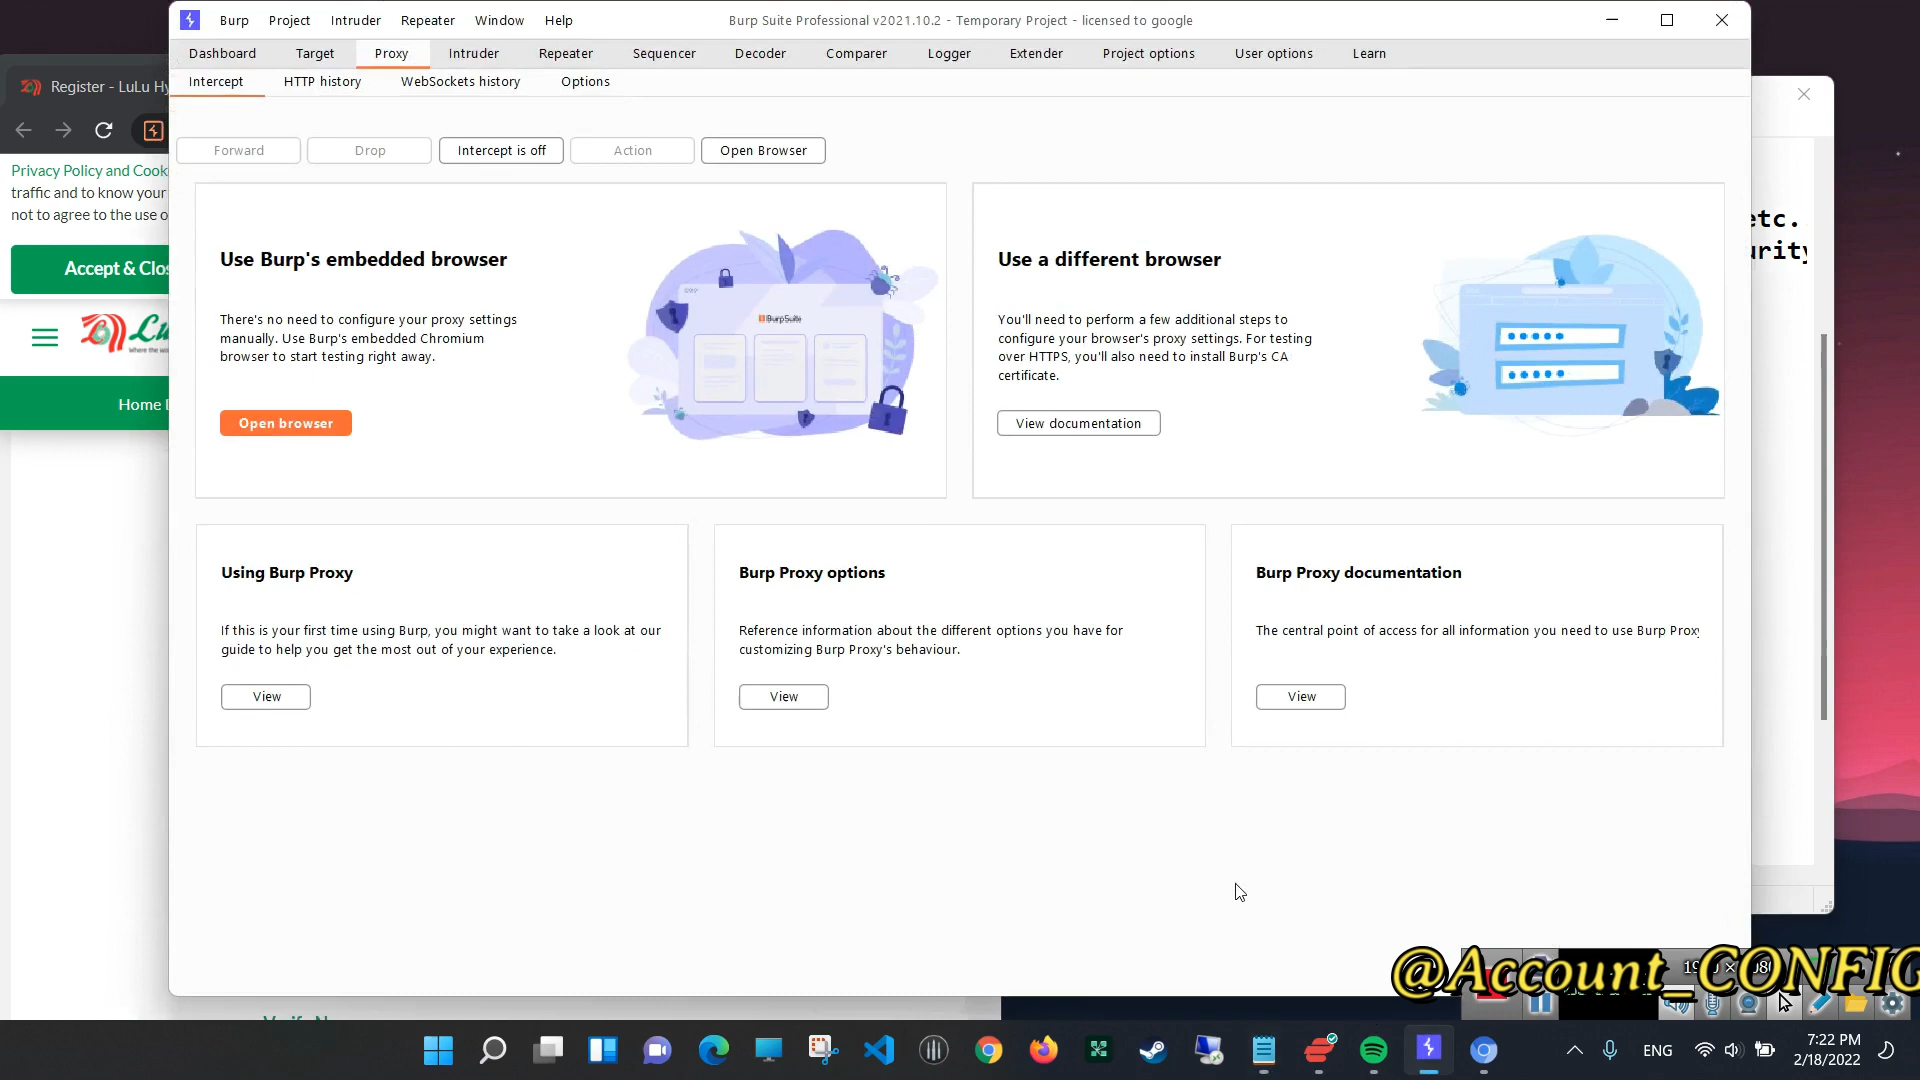 Burp Project Intruder Repeater Window Help
Burp Suite Professional v2021.10.2 - Temporary Project - licensed to google
Dashboard Target Proxy Intruder Repeater Sequencer Decoder Comparer Logger Extender Project options User options Learn
Intercept HTTP history WebSockets history Options
Register - LuLu Hy
Forward Drop Intercept is off Action Open Browser
Privacy Policy and Cook
traffic and to know your
not to agree to the use o
Accept & Clos
Lu
Where the wo
Home D
etc.
urity
Use Burp's embedded browser
There's no need to configure your proxy settings
manually. Use Burp's embedded Chromium
browser to start testing right away.
Open browser
BurpSuite
Use a different browser
You'll need to perform a few additional steps to
configure your browser's proxy settings. For testing
over HTTPS, you'll also need to install Burp's CA
certificate.
View documentation
Using Burp Proxy
If this is your first time using Burp, you might want to take a look at our
guide to help you get the most out of your experience.
View
Burp Proxy options
Reference information about the different options you have for
customizing Burp Proxy's behaviour.
View
Burp Proxy documentation
The central point of access for all information you need to use Burp Proxy
View
@Account_CONFIG
ENG
7:22 PM
2/18/2022